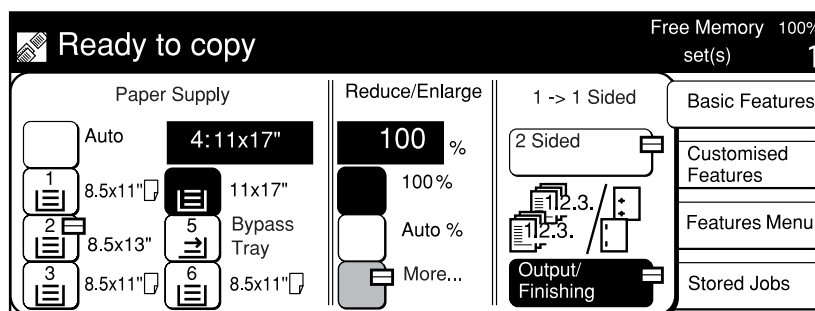 Ready to copy
Free Memory 100%
set(s) 1
Paper Supply
Auto
4:11x17"
1
8.5x11"
11x17"
2
8.5x13"
5
Bypass
Tray
3
8.5x11"
6
8.5x11"
Reduce/Enlarge
100 %
100%
Auto %
More...
1 -> 1 Sided
2 Sided
1.2.3.
1.2.3.
Output/
Finishing
Basic Features
Customised
Features
Features Menu
Stored Jobs